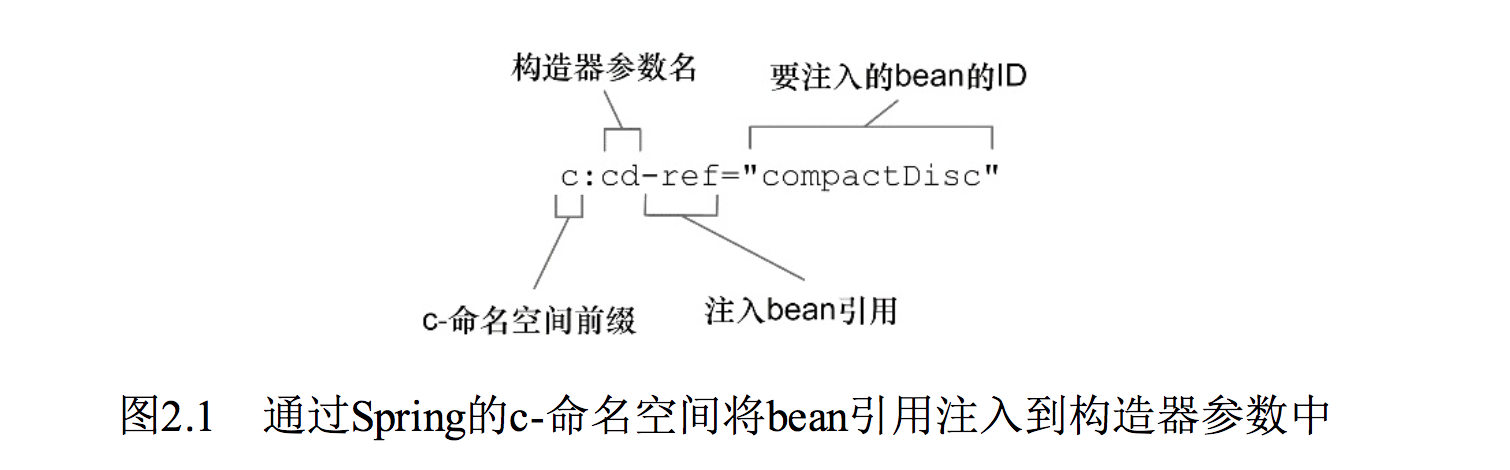 构造器参数名
要注入的bean的ID
c:cd-ref="compactDisc"
c-命名空间前缀
注入bean引用
图2.1 通过Spring的c-命名空间将bean引用注入到构造器参数中